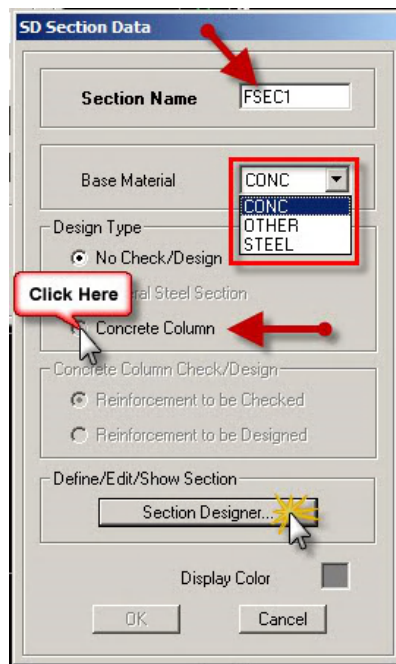 SD Section Data
Section Name FSEC1
Base Material CONC
CONC
OTHER
STEEL
Design Type
No Check/Design
Click Here
eral Steel Section
Concrete Column
Concrete Column Check/Design
Reinforcement to be Checked
Reinforcement to be Designed
Define/Edit/Show Section
Section Designer...
Display Color
OK Cancel